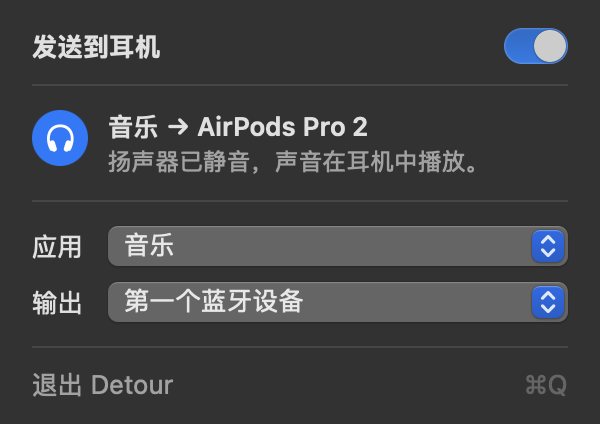 发送到耳机
音乐 → AirPods Pro 2
扬声器已静音，声音在耳机中播放。
应用 音乐
输出 第一个蓝牙设备
退出 Detour ⌘Q